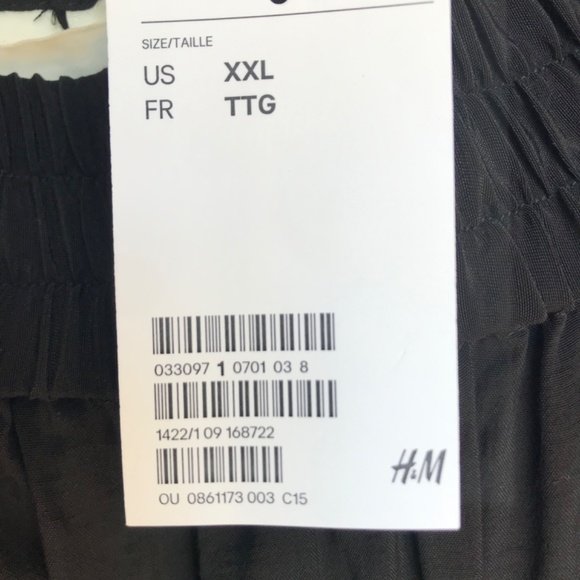 SIZE/TAILLE
US XXL
FR TTG
033097 1 0701 03 8
1422/1 09 168722
OU 0861173 003 C15
H&M